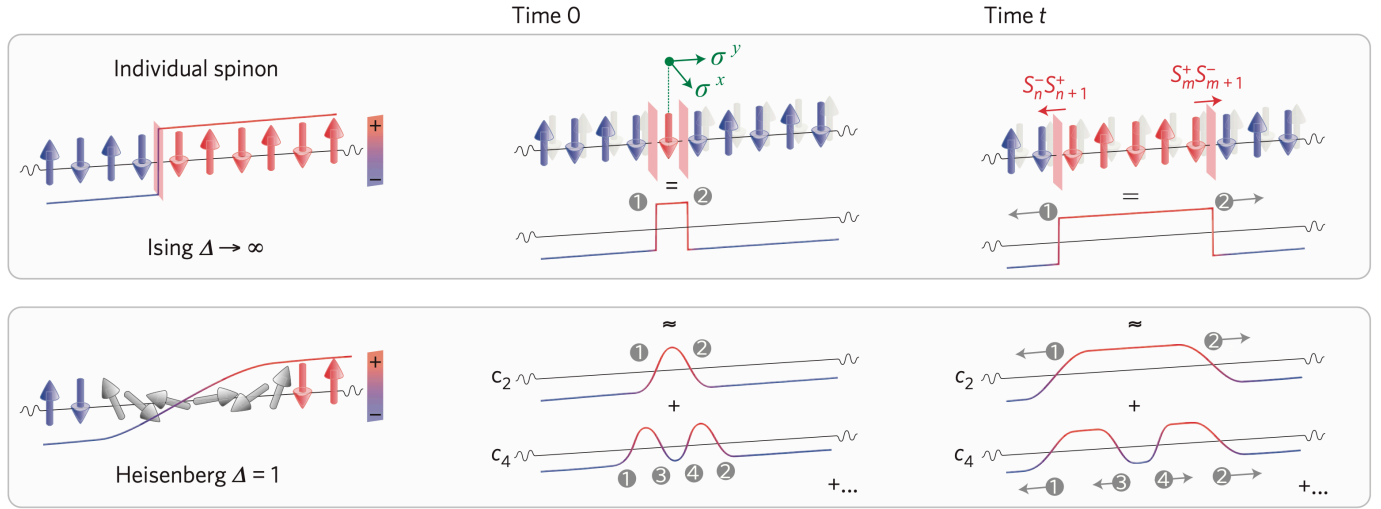 Time 0
Time t
Individual spinon
+
−
Ising Δ → ∞
σ^y
σ^x
=
1
2
S_n^- S_{n+1}^+
S_m^+ S_{m+1}^-
=
1
2
+
−
Heisenberg Δ = 1
≈
1
2
c_2
+
c_4
1
3
4
2
+...
≈
1
2
c_2
+
c_4
1
3
4
2
+...